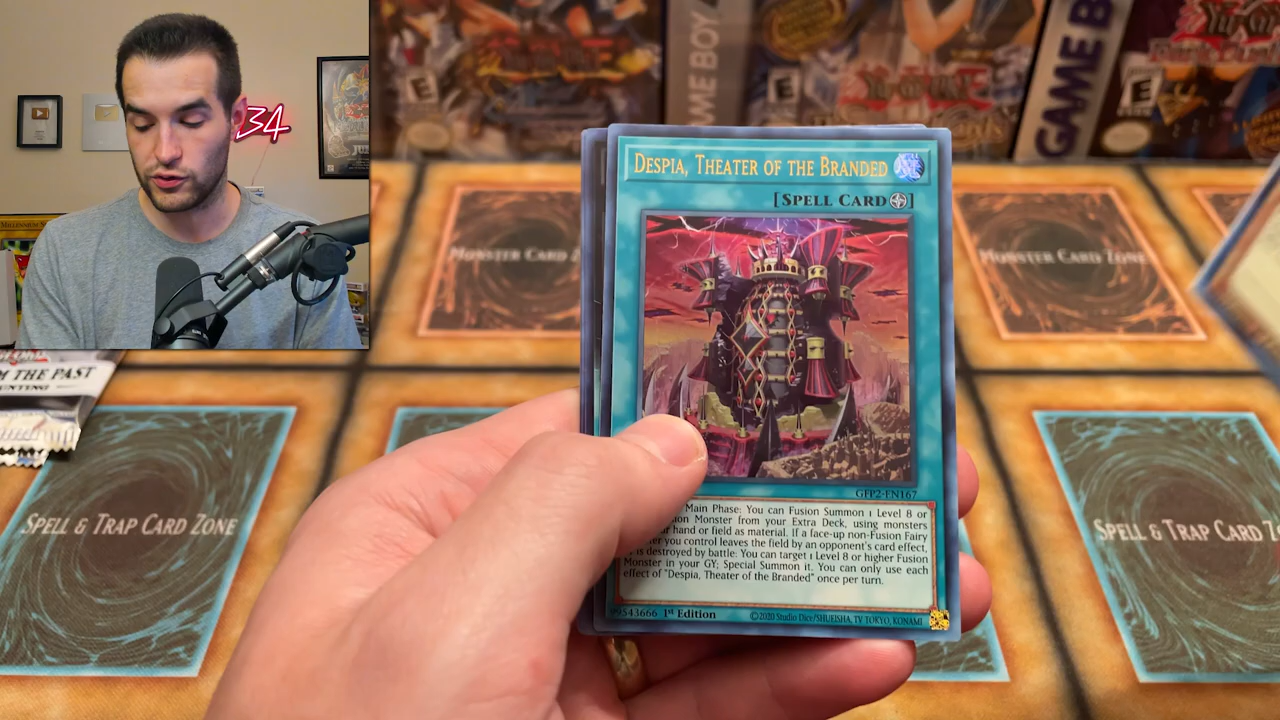 34
GAME BOY
GAME B
E
E
E
DESPIA, THEATER OF THE BRANDED
[SPELL CARD]
GFP2-EN167
Main Phase: You can Fusion Summon 1 Level 8 or
Monster from your Extra Deck, using monsters
hand or field as material. If a face-up non-Fusion Fairy
you control leaves the field by an opponent's card effect,
is destroyed by battle: You can target 1 Level 8 or higher Fusion
Monster in your GY; Special Summon it. You can only use each
effect of "Despia, Theater of the Branded" once per turn.
99543666 1st Edition
©2020 Studio Dice/SHUEISHA, TV TOKYO, KONAMI
MONSTER CARD Z
MONSTER CARD ZONE
THE PAST
SPELL & TRAP CARD ZONE
SPELL & TRAP CARD Z